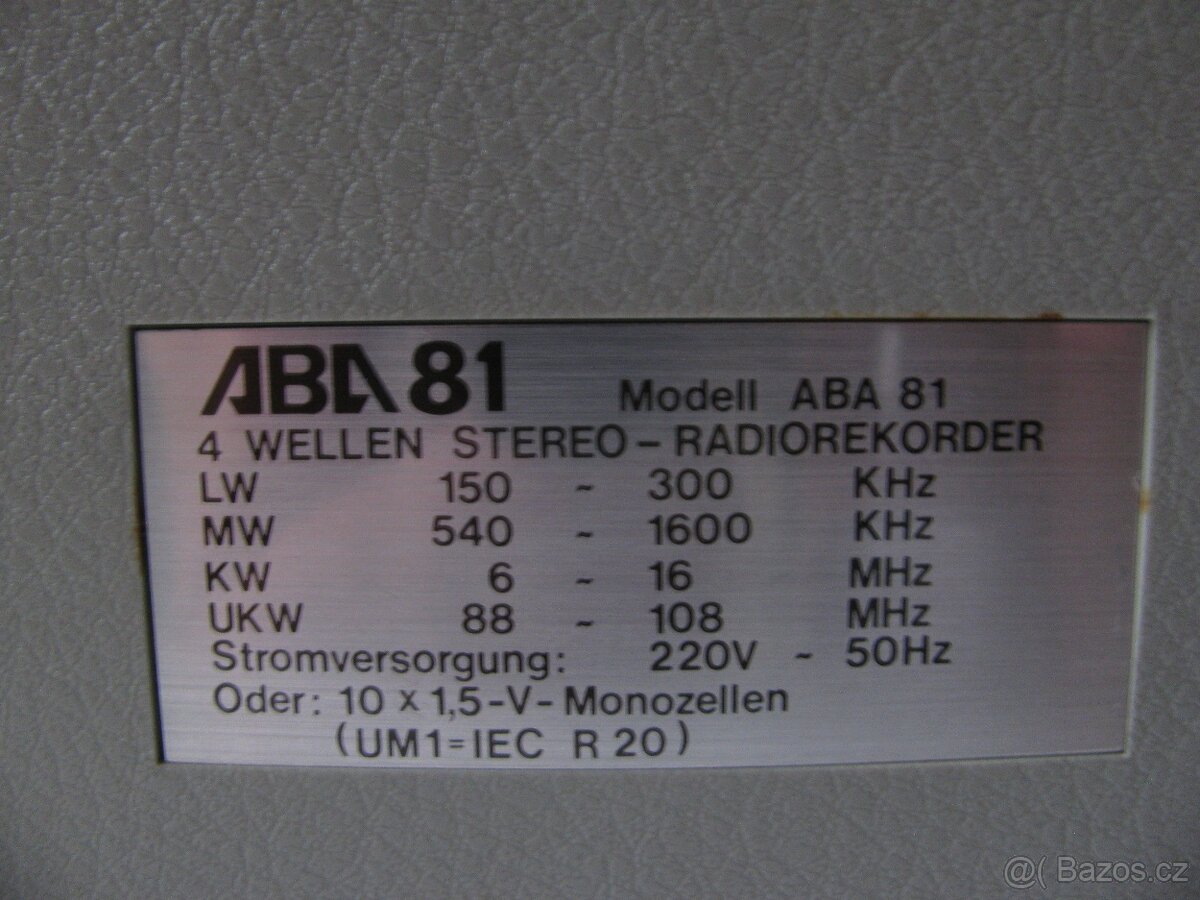 ABA 81 Modell ABA 81
4 WELLEN STEREO-RADIOREKORDER
LW 150 ~ 300 KHz
MW 540 ~ 1600 KHz
KW 6 ~ 16 MHz
UKW 88 ~ 108 MHz
Stromversorgung: 220V ~ 50Hz
Oder: 10 x 1,5-V-Monozellen
(UM1=IEC R 20)
@( Bazos.cz